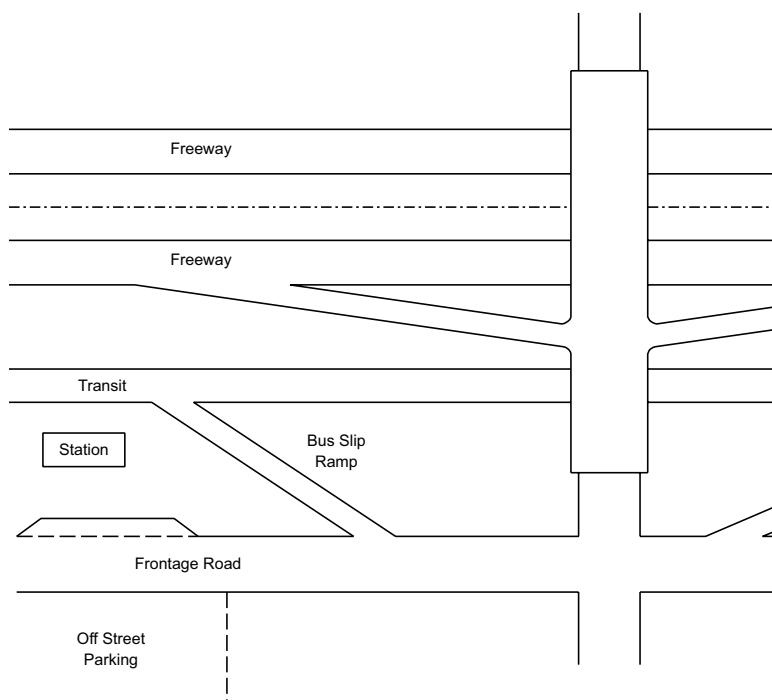 Freeway
Freeway
Transit
Station
Bus Slip
Ramp
Frontage Road
Off Street
Parking